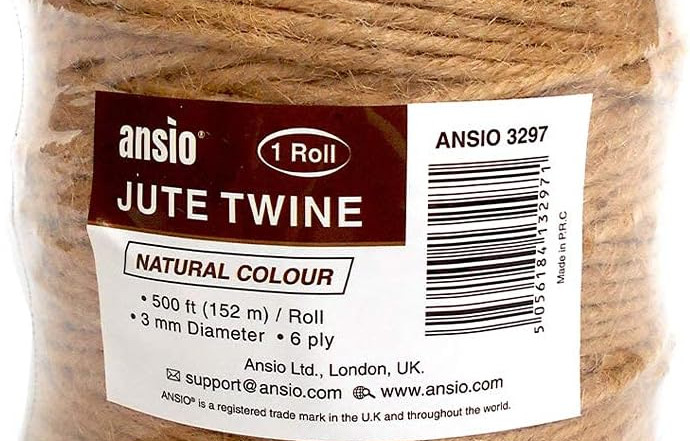 ansio®
1 Roll
JUTE TWINE
NATURAL COLOUR
• 500 ft (152 m) / Roll
• 3 mm Diameter • 6 ply
ANSIO 3297
5 056184 132971
Made in P.R.C
Ansio Ltd., London, UK.
support@ansio.com www.ansio.com
ANSIO® is a registered trade mark in the U.K and throughout the world.